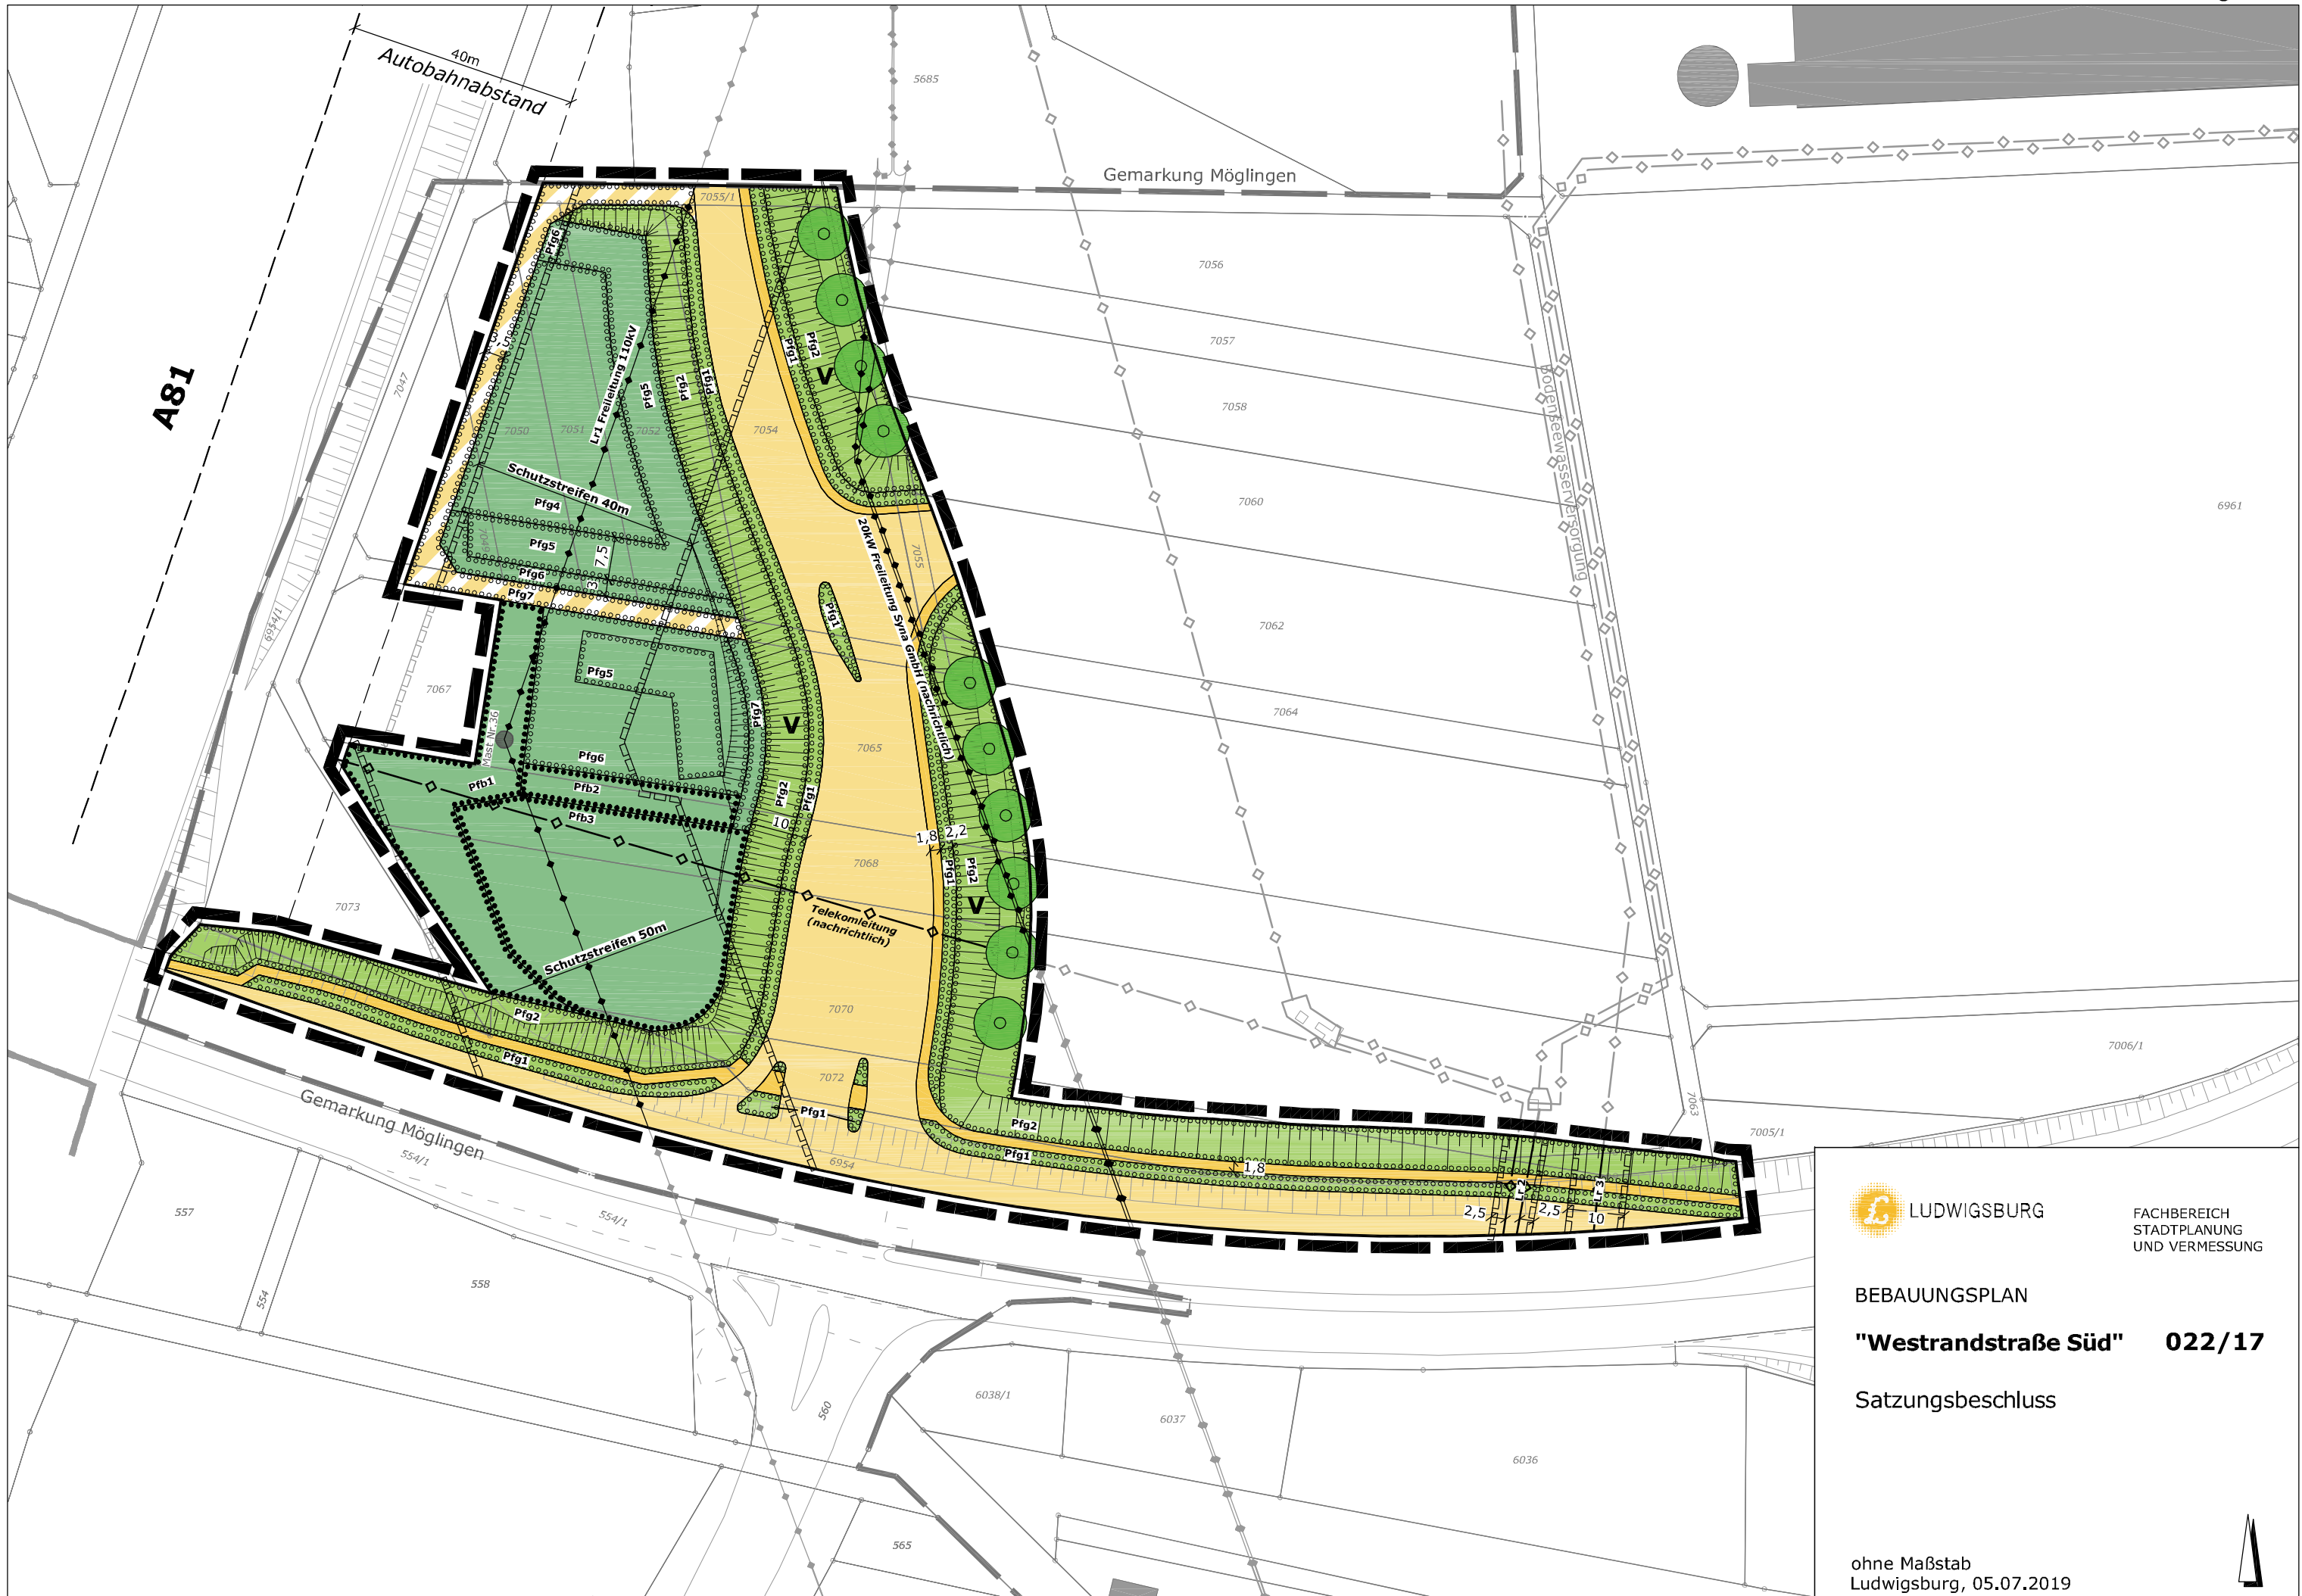 40m
Autobahnabstand
5685
Gemarkung Möglingen
7055/1
Pfg6
7056
3,5
Pfg2
Pfg1
V
7057
7047
Lr1 Freileitung 110kV
A81
Pfg5
Pfg2
Pfg1
7058
7050
7051
7052
7054
Bodenseewasserversorgung
Schutzstreifen 40m
Pfg4
7060
6961
20kW Freileitung Syna GmbH (nachrichtlich)
7049
Pfg5
7,5
7055
Pfg6
3
Pfg7
Pfg1
6954/1
7062
Pfg5
7067
Pfg7
7064
Mast Nr.36
V
7065
Pfg6
Pfb1
Pfb2
Pfg2
Pfg1
Pfb3
10
1,8
2,2
7068
Pfg1
Pfg2
V
7073
Telekomleitung
(nachrichtlich)
Schutzstreifen 50m
7070
Pfg2
7006/1
Pfg1
7072
Pfg1
7063
Gemarkung Möglingen
Pfg2
7005/1
554/1
6954
Pfg1
1,8
Lr2
Lr3
2,5
2,5
10
557
554/1
LUDWIGSBURG
FACHBEREICH
STADTPLANUNG
UND VERMESSUNG
558
554
BEBAUUNGSPLAN
"Westrandstraße Süd" 022/17
6038/1
560
6037
Satzungsbeschluss
6036
565
ohne Maßstab
Ludwigsburg, 05.07.2019